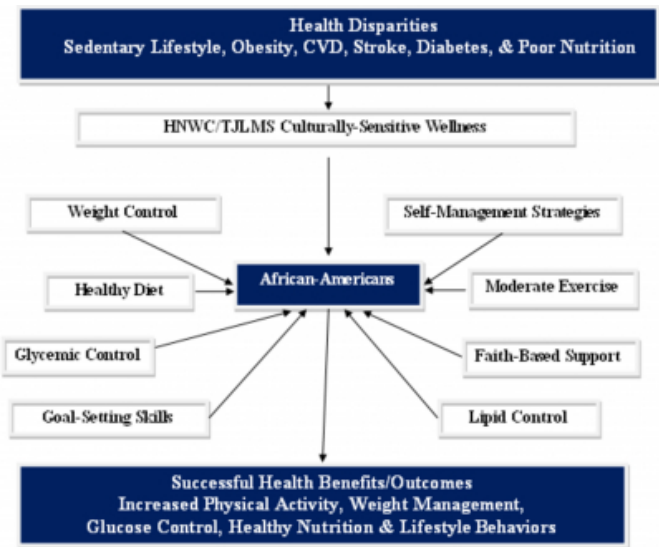 Health Disparities
Sedentary Lifestyle, Obesity, CVD, Stroke, Diabetes, & Poor Nutrition
HNWC/TJLMS Culturally-Sensitive Wellness
Weight Control
Self-Management Strategies
African-Americans
Healthy Diet
Moderate Exercise
Glycemic Control
Faith-Based Support
Goal-Setting Skills
Lipid Control
Successful Health Benefits/Outcomes
Increased Physical Activity, Weight Management,
Glucose Control, Healthy Nutrition & Lifestyle Behaviors